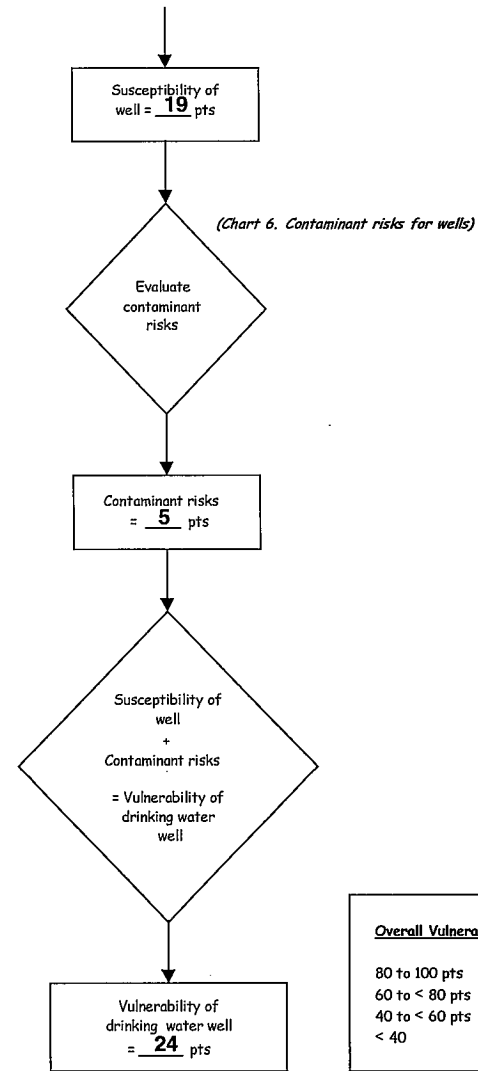 Susceptibility of
well = 19 pts
(Chart 6. Contaminant risks for wells)
Evaluate
contaminant
risks
Contaminant risks
= 5 pts
Susceptibility of
well
+
Contaminant risks
= Vulnerability of
drinking water
well
Vulnerability of
drinking water well
= 24 pts
Overall Vulnera
80 to 100 pts
60 to < 80 pts
40 to < 60 pts
< 40